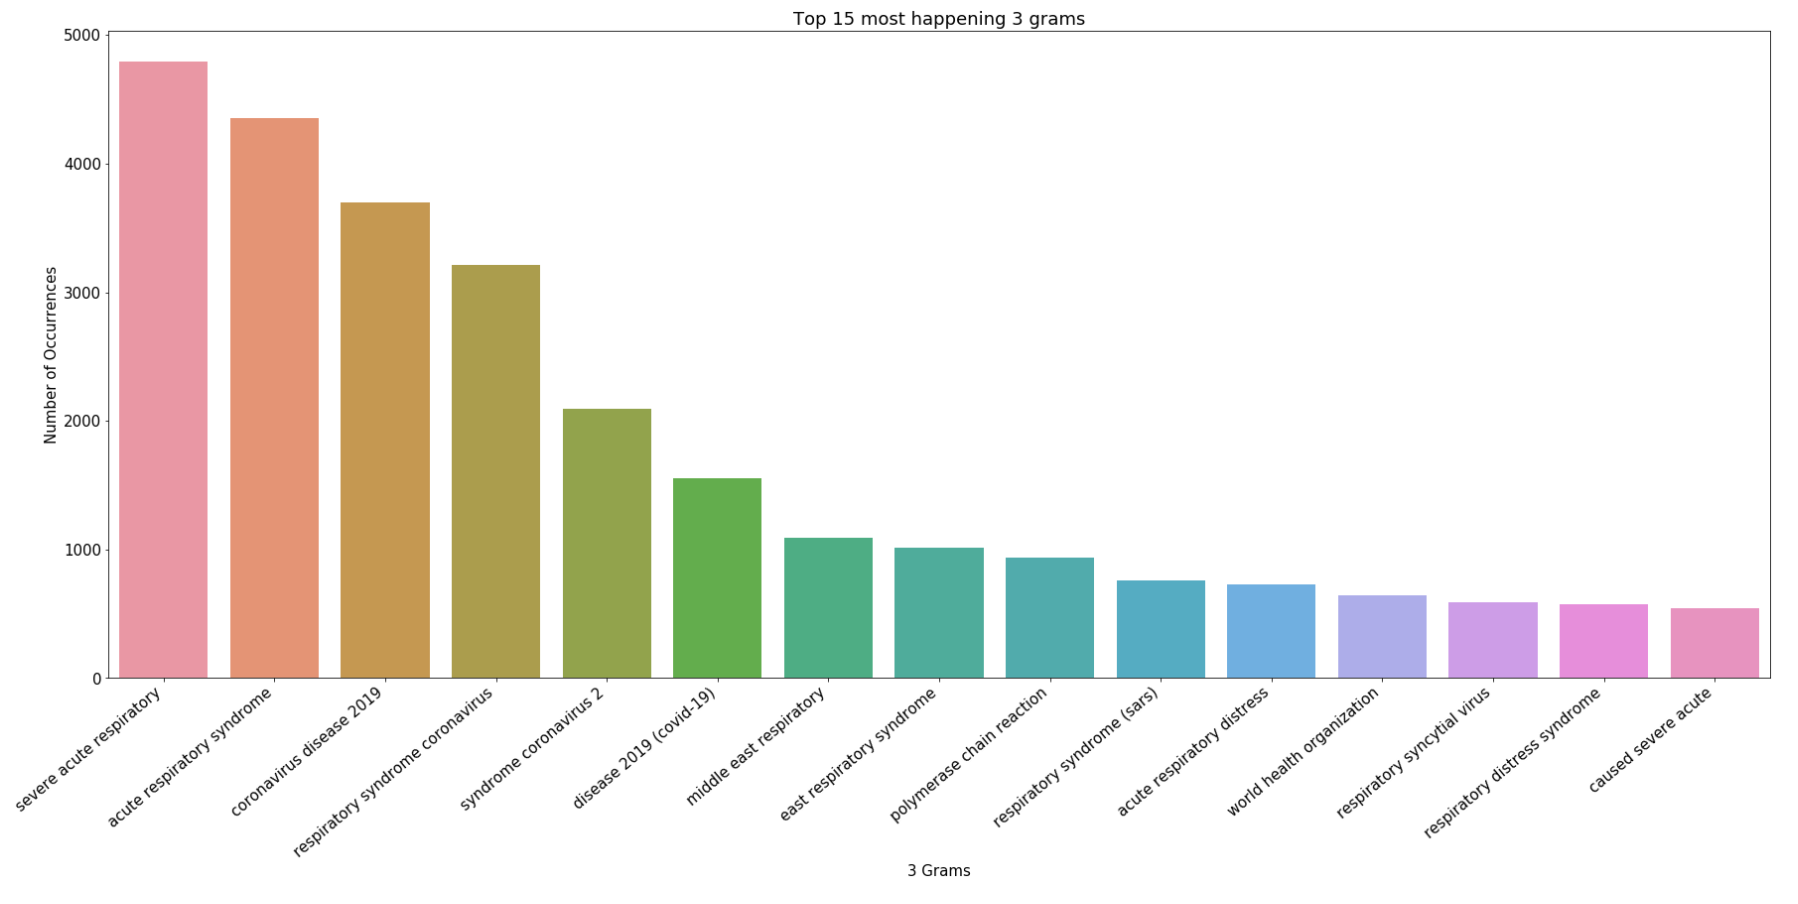 Top 15 most happening 3 grams
Number of Occurrences
5000
4000
3000
2000
1000
0
severe acute respiratory
acute respiratory syndrome
coronavirus disease 2019
respiratory syndrome coronavirus
syndrome coronavirus 2
disease 2019 (covid-19)
middle east respiratory
east respiratory syndrome
polymerase chain reaction
respiratory syndrome (sars)
acute respiratory distress
world health organization
respiratory syncytial virus
respiratory distress syndrome
caused severe acute
3 Grams